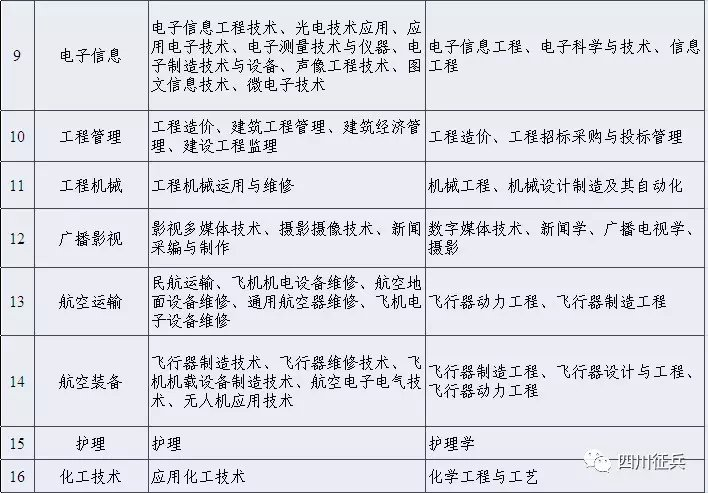 电子信息工程技术、光电技术应用、应
用电子技术、电子测量技术与仪器、电
9 电子信息 子制造技术与设备、声像工程技术、图 电子信息工程、电子科学与技术、信息
文信息技术、微电子技术 工程
10 工程管理 工程造价、建筑工程管理、建筑经济管 工程造价、工程招标采购与投标管理
理、建设工程监理
11 工程机械 工程机械运用与维修 机械工程、机械设计制造及其自动化
12 广播影视 影视多媒体技术、摄影摄像技术、新闻 数字媒体技术、新闻学、广播电视学、
采编与制作 摄影
民航运输、飞机机电设备维修、航空地
13 航空运输 面设备维修、通用航空器维修、飞机电 飞行器动力工程、飞行器制造工程
子设备维修
飞行器制造技术、飞行器维修技术、飞
14 航空装备 机机载设备制造技术、航空电子电气技 飞行器制造工程、飞行器设计与工程、
术、无人机应用技术 飞行器动力工程
15 护理 护理 护理学
16 化工技术 应用化工技术 化学工程与工艺
四川征兵